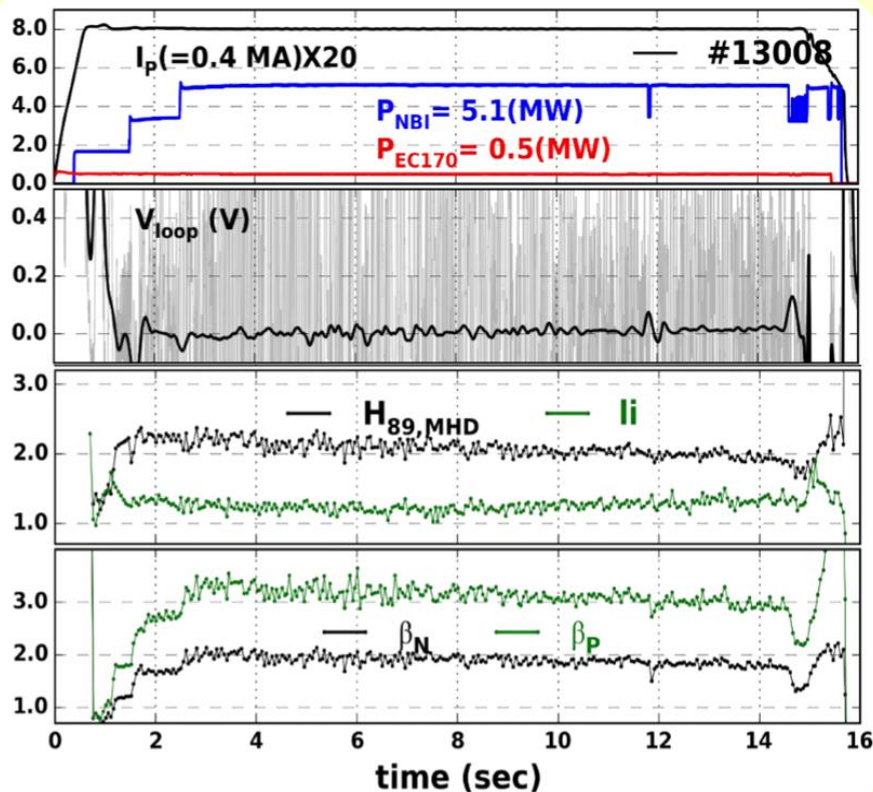 8.0
I_P(=0.4 MA)X20 #13008
6.0
4.0
P_NBI= 5.1(MW)
2.0
P_EC170= 0.5(MW)
0.0
0.4
V_loop (V)
0.2
0.0
3.0
H_89,MHD li
2.0
1.0
3.0
β_N β_P
2.0
1.0
0 2 4 6 8 10 12 14 16
time (sec)